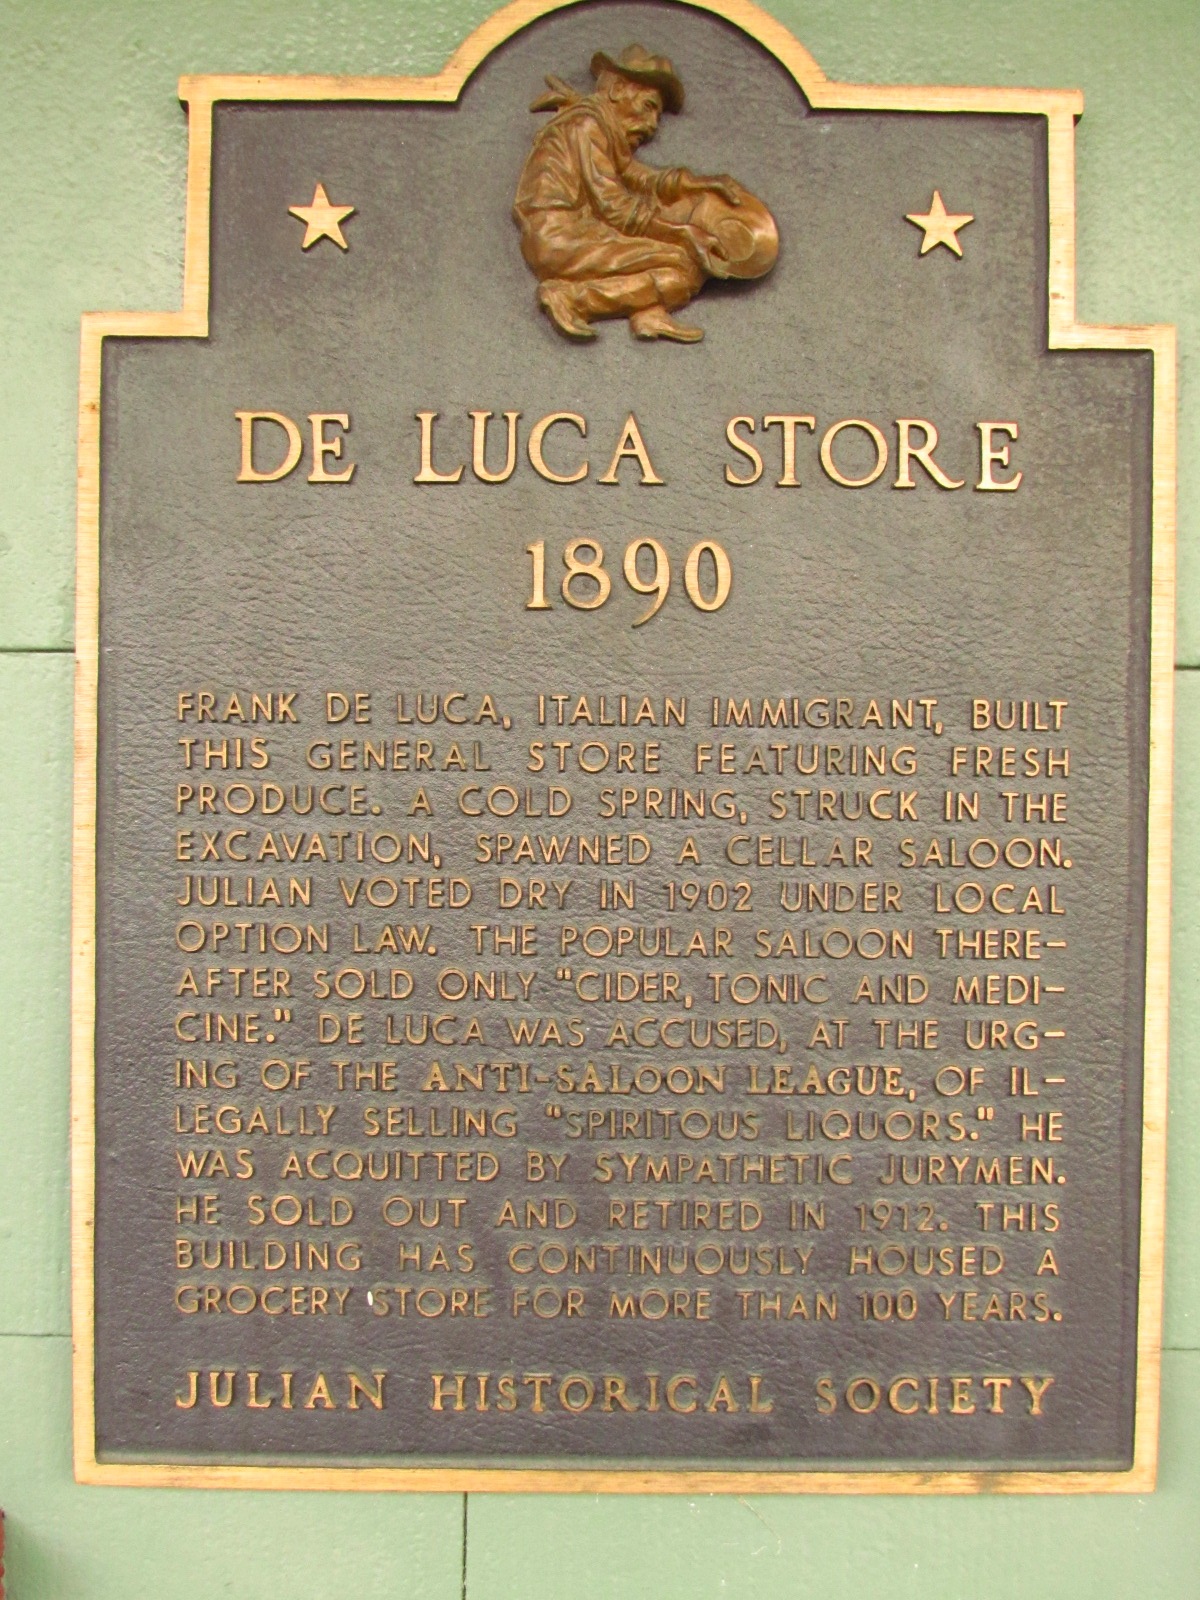 DE LUCA STORE
1890
FRANK DE LUCA, ITALIAN IMMIGRANT, BUILT
THIS GENERAL STORE FEATURING FRESH
PRODUCE. A COLD SPRING, STRUCK IN THE
EXCAVATION, SPAWNED A CELLAR SALOON.
JULIAN VOTED DRY IN 1902 UNDER LOCAL
OPTION LAW. THE POPULAR SALOON THERE-
AFTER SOLD ONLY "CIDER, TONIC AND MEDI-
CINE." DE LUCA WAS ACCUSED, AT THE URG-
ING OF THE ANTI-SALOON LEAGUE, OF IL-
LEGALLY SELLING "SPIRITOUS LIQUORS." HE
WAS ACQUITTED BY SYMPATHETIC JURYMEN.
HE SOLD OUT AND RETIRED IN 1912. THIS
BUILDING HAS CONTINUOUSLY HOUSED A
GROCERY STORE FOR MORE THAN 100 YEARS.
JULIAN HISTORICAL SOCIETY